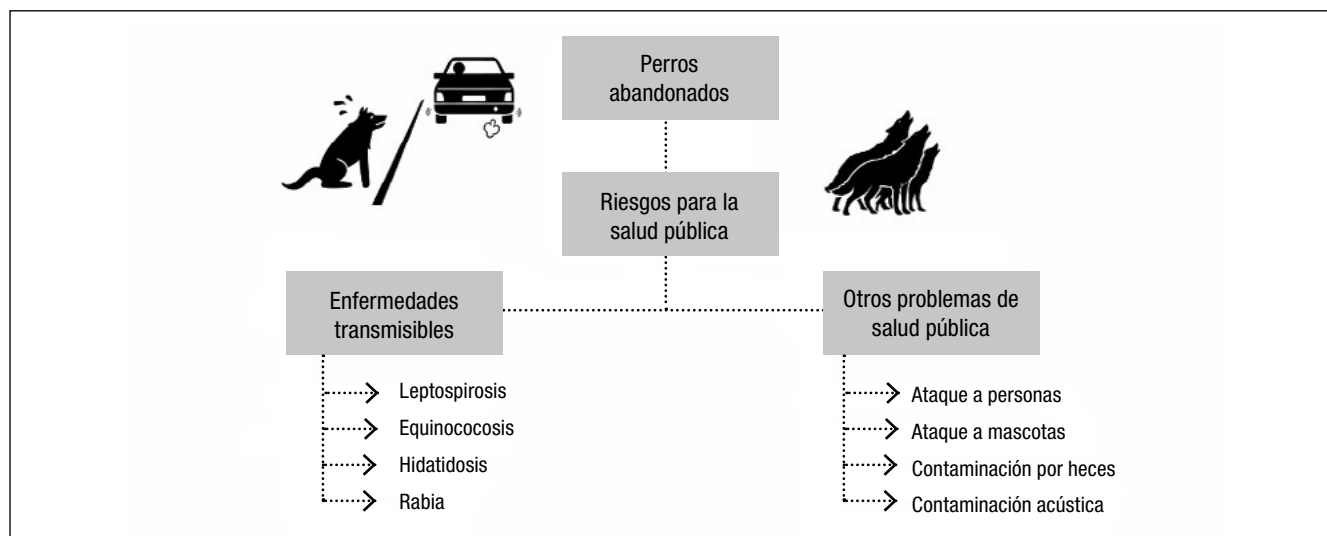 Perros
abandonados
Riesgos para la
salud pública
Enfermedades
transmisibles
Leptospirosis
Equinococosis
Hidatidosis
Rabia
Otros problemas de
salud pública
Ataque a personas
Ataque a mascotas
Contaminación por heces
Contaminación acústica